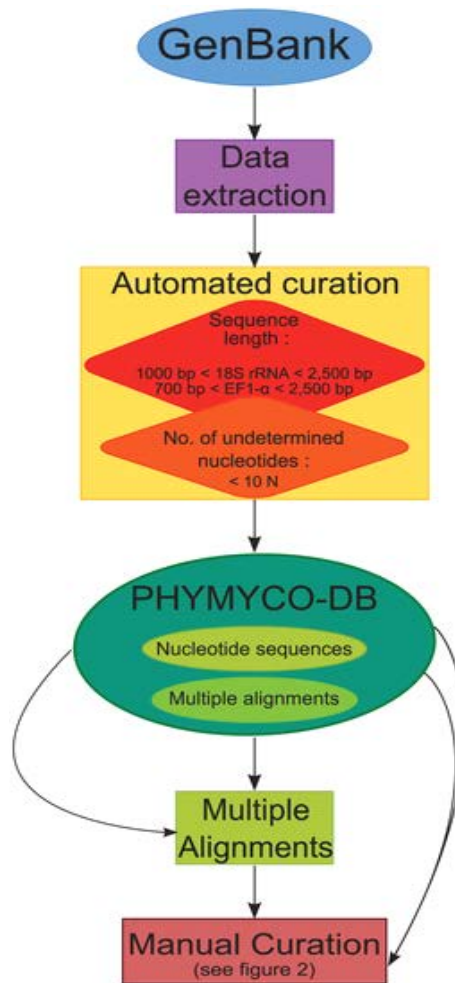 GenBank
Data
extraction
Automated curation
Sequence
length :
1000 bp < 18S rRNA < 2,500 bp
700 bp < EF1-α < 2,500 bp
No. of undetermined
nucleotides :
< 10 N
PHYMYCO-DB
Nucleotide sequences
Multiple alignments
Multiple
Alignments
Manual Curation
(see figure 2)